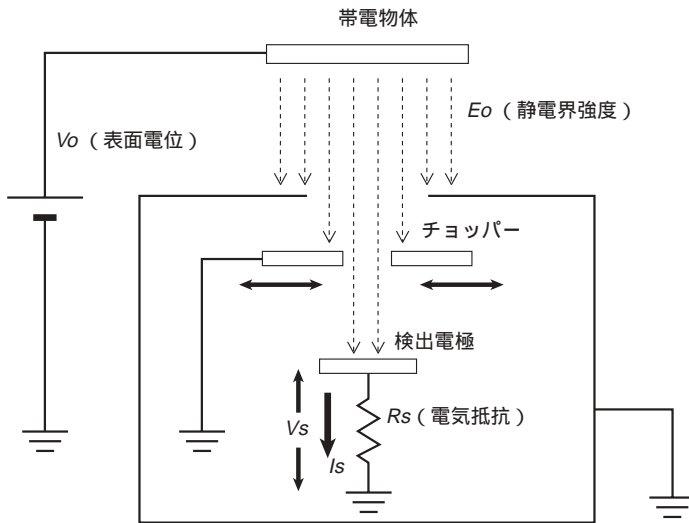 帯電物体
Eo（静電界強度）
Vo（表面電位）
チョッパー
検出電極
Rs（電気抵抗）
Vs
Is